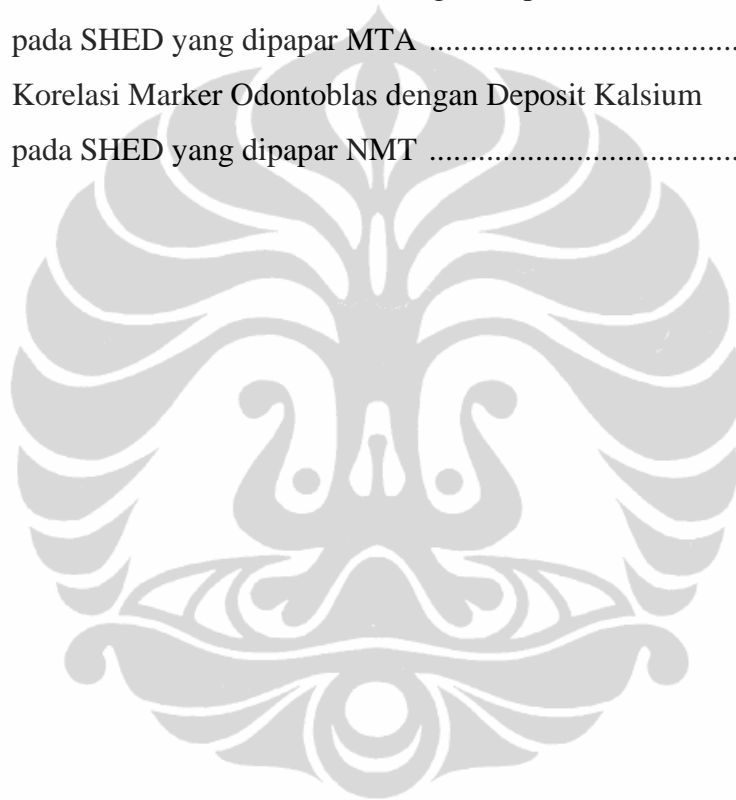 pada SHED yang dipapar MTA ......................................
Korelasi Marker Odontoblas dengan Deposit Kalsium
pada SHED yang dipapar NMT ......................................